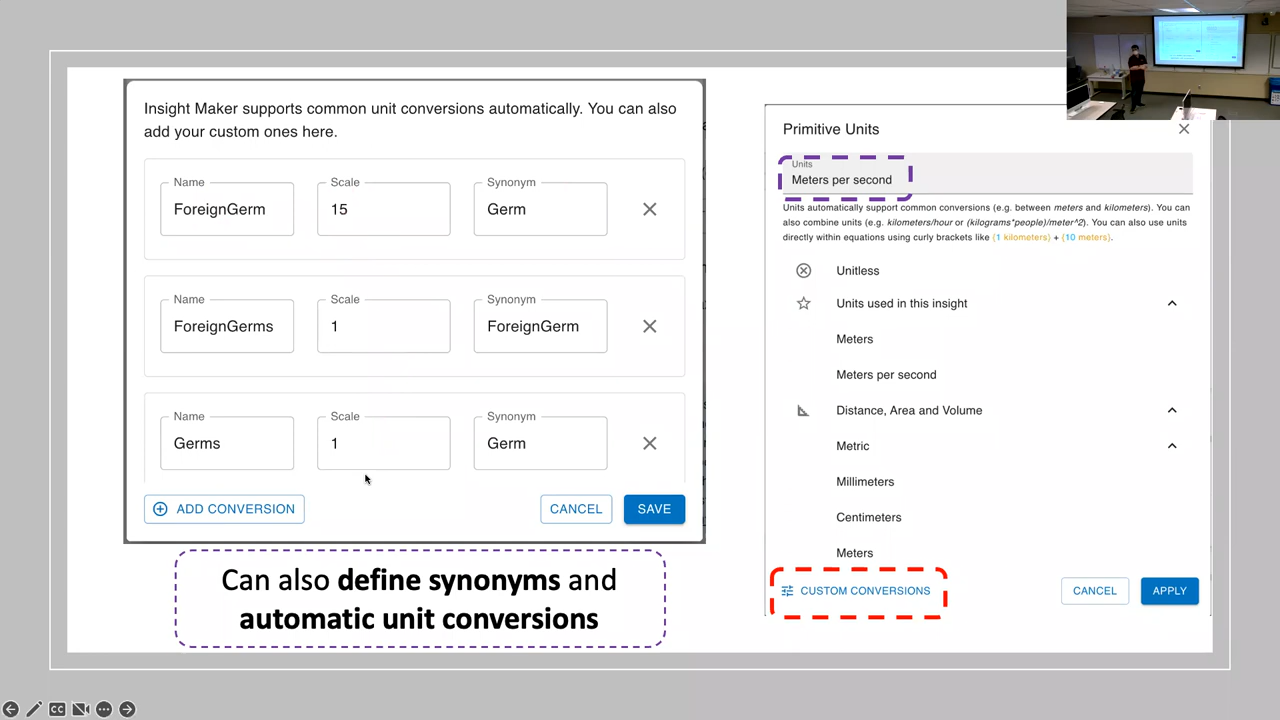 Insight Maker supports common unit conversions automatically. You can also
add your custom ones here.
Name
ForeignGerm
Scale
15
Synonym
Germ
Name
ForeignGerms
Scale
1
Synonym
ForeignGerm
Name
Germs
Scale
1
Synonym
Germ
ADD CONVERSION
CANCEL
SAVE
Can also define synonyms and
automatic unit conversions
Primitive Units
Units
Meters per second
Units automatically support common conversions (e.g. between meters and kilometers). You can
also combine units (e.g. kilometers/hour or (kilograms*people)/meter^2). You can also use units
directly within equations using curly brackets like {1 kilometers} + {10 meters}.
Unitless
Units used in this insight
Meters
Meters per second
Distance, Area and Volume
Metric
Millimeters
Centimeters
Meters
CUSTOM CONVERSIONS
CANCEL
APPLY
CC